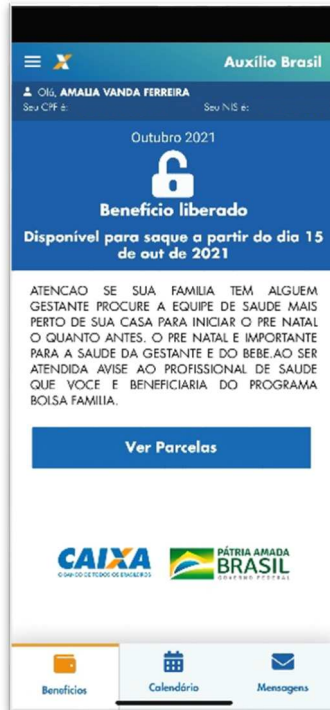 Auxílio Brasil
Olá, AMALIA VANDA FERREIRA
Seu CPF é: Seu NIS é:
Outubro 2021
Benefício liberado
Disponível para saque a partir do dia 15
de out de 2021
ATENCAO SE SUA FAMILIA TEM ALGUEM
GESTANTE PROCURE A EQUIPE DE SAUDE MAIS
PERTO DE SUA CASA PARA INICIAR O PRE NATAL
O QUANTO ANTES. O PRE NATAL E IMPORTANTE
PARA A SAUDE DA GESTANTE E DO BEBE.AO SER
ATENDIDA AVISE AO PROFISSIONAL DE SAUDE
QUE VOCE E BENEFICIARIA DO PROGRAMA
BOLSA FAMILIA.
Ver Parcelas
CAIXA
PÁTRIA AMADA
BRASIL
GOVERNO FEDERAL
Benefícios Calendário Mensagens